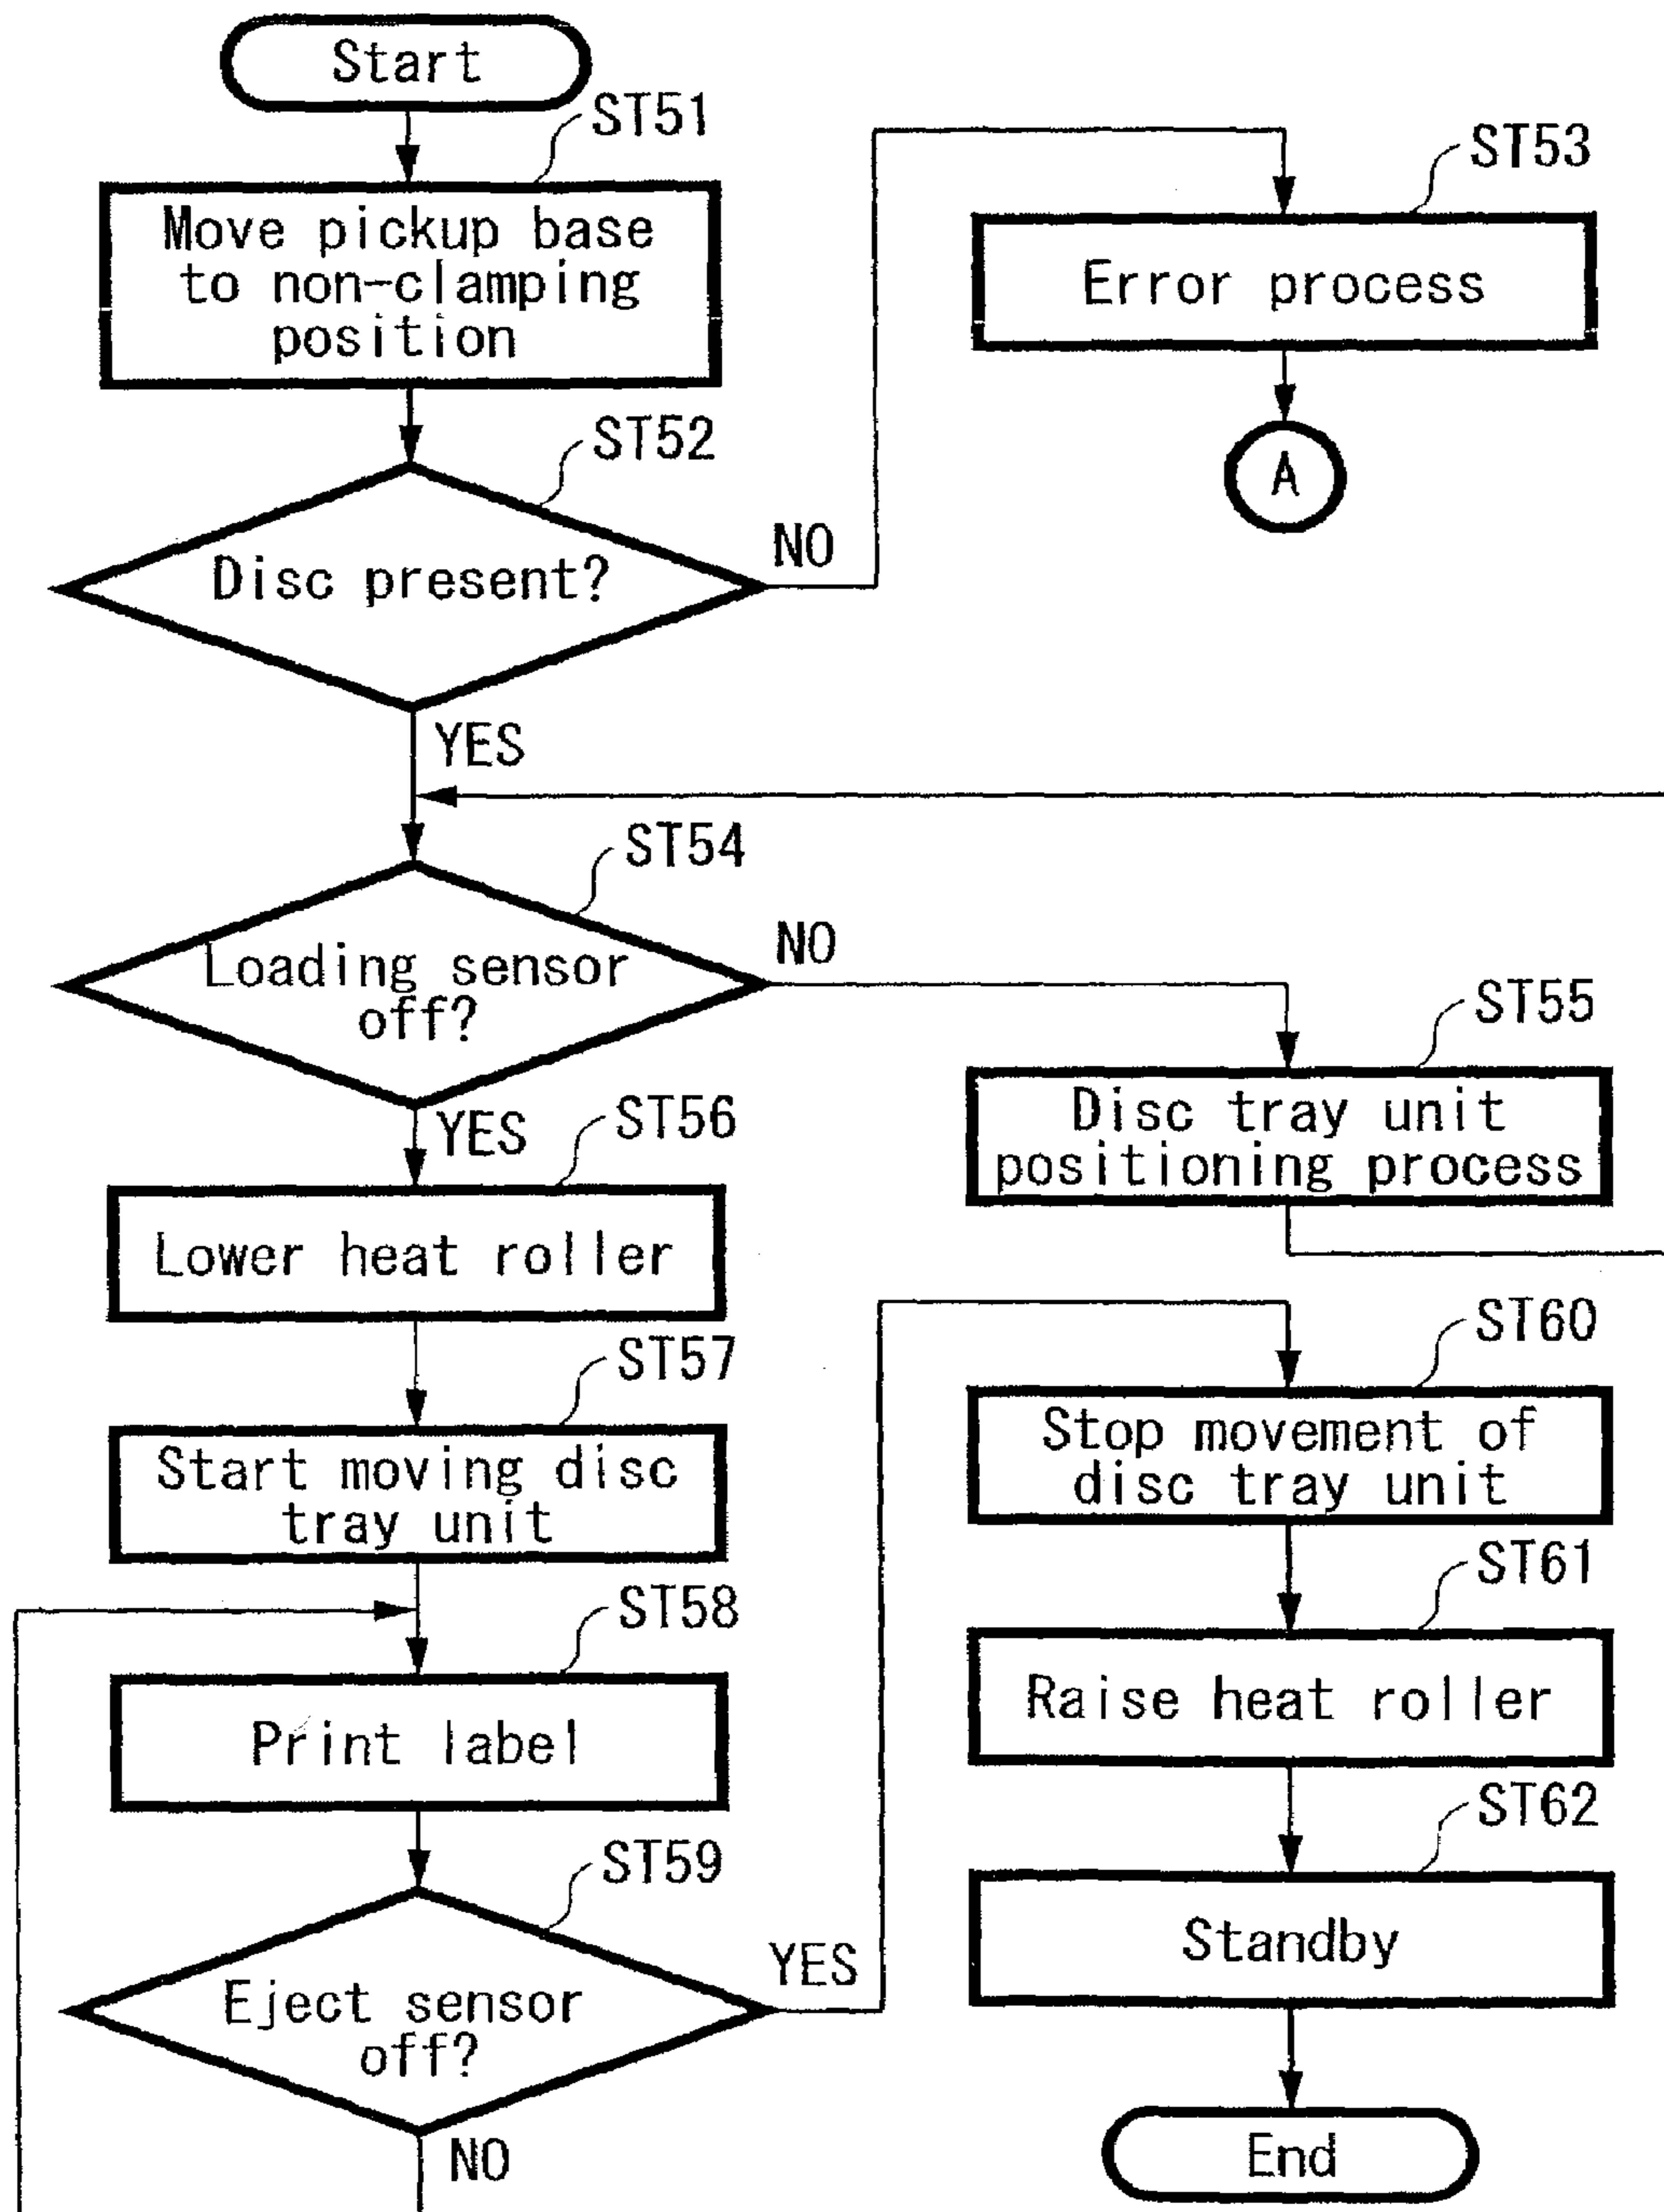 Start
ST51
Move pickup base
to non-clamping
position
ST52
Disc present?
NO
YES
ST53
Error process
A
ST54
Loading sensor
off?
NO
YES
ST55
Disc tray unit
positioning process
ST56
Lower heat roller
ST57
Start moving disc
tray unit
ST58
Print label
ST59
Eject sensor
off?
YES
NO
ST60
Stop movement of
disc tray unit
ST61
Raise heat roller
ST62
Standby
End